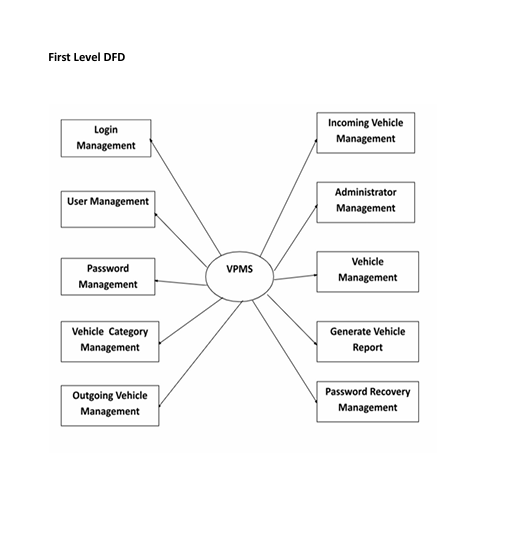 First Level DFD
Login
Management
User Management
Password
Management
Vehicle Category
Management
Outgoing Vehicle
Management
VPMS
Incoming Vehicle
Management
Administrator
Management
Vehicle
Management
Generate Vehicle
Report
Password Recovery
Management